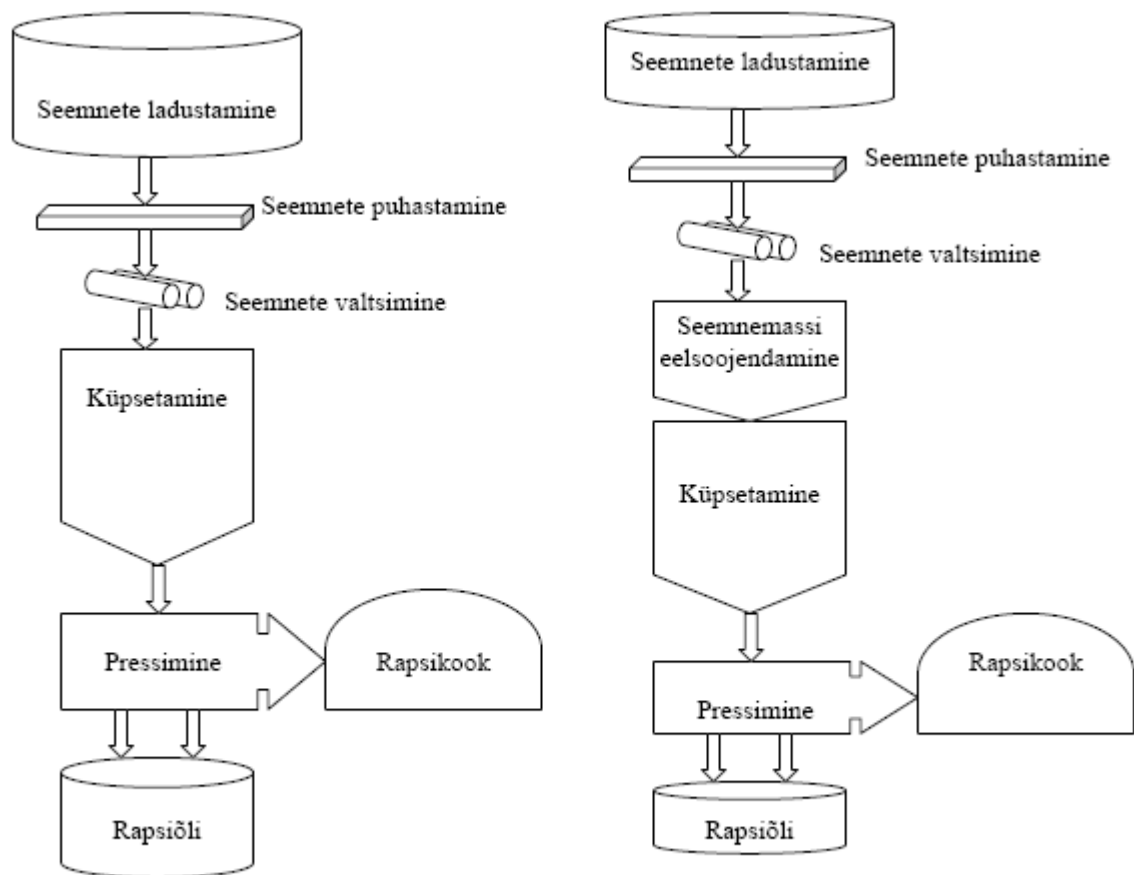 Seemnete ladustamine
Seemnete puhastamine
Seemnete valtsimine
Küpsetamine
Pressimine
Rapsikook
Rapsiõli
Seemnete ladustamine
Seemnete puhastamine
Seemnete valtsimine
Seemnemassi
eelsoojendamine
Küpsetamine
Pressimine
Rapsikook
Rapsiõli